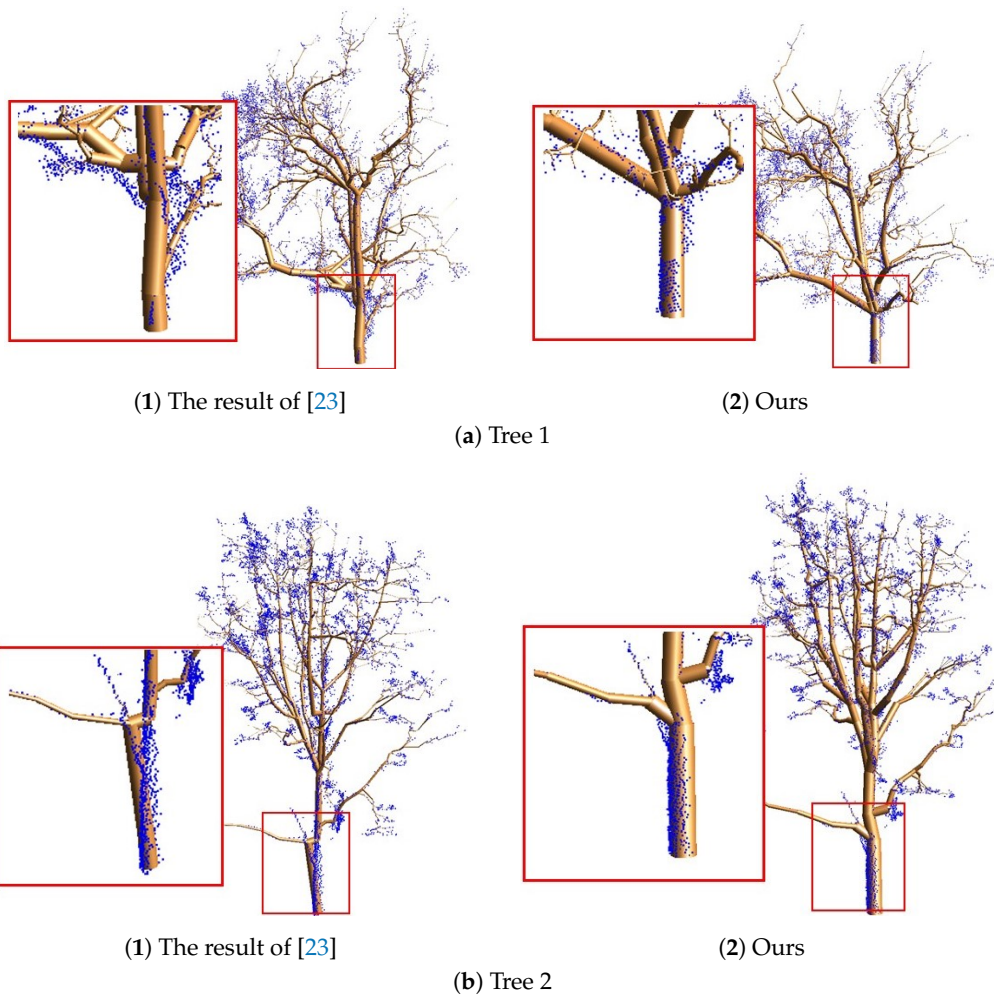 (1) The result of [23]
(2) Ours
(a) Tree 1
(1) The result of [23]
(2) Ours
(b) Tree 2